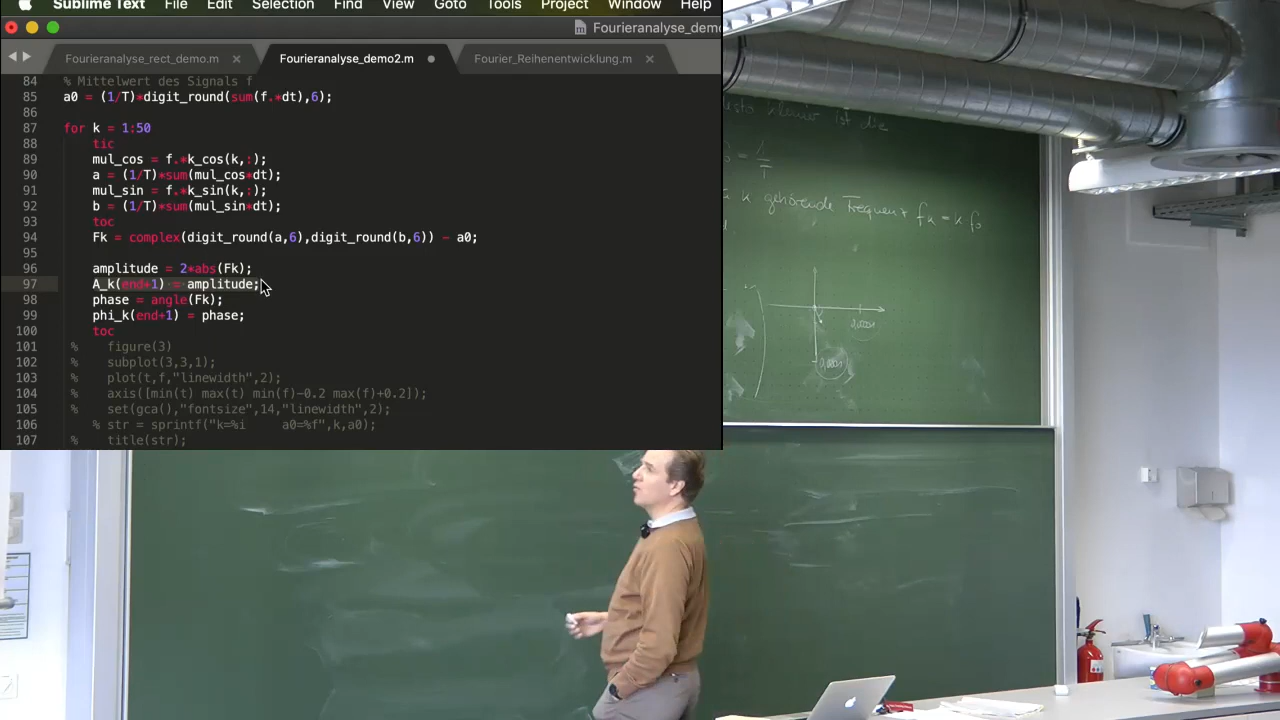 Sublime Text File Edit Selection Find View Goto Tools Project Window Help
Fourieranalyse_demo
Fourieranalyse_rect_demo.m × Fourieranalyse_demo2.m Fourier_Reihenentwicklung.m ×
84 % Mittelwert des Signals f
85 a0 = (1/T)*digit_round(sum(f.*dt),6);
86
87 for k = 1:50
88 tic
89 mul_cos = f.*k_cos(k,:);
90 a = (1/T)*sum(mul_cos*dt);
91 mul_sin = f.*k_sin(k,:);
92 b = (1/T)*sum(mul_sin*dt);
93 toc
94 Fk = complex(digit_round(a,6),digit_round(b,6)) - a0;
95
96 amplitude = 2*abs(Fk);
97 A_k(end+1) = amplitude;
98 phase = angle(Fk);
99 phi_k(end+1) = phase;
100 toc
101 % figure(3)
102 % subplot(3,3,1);
103 % plot(t,f,"linewidth",2);
104 % axis([min(t) max(t) min(f)-0.2 max(f)+0.2]);
105 % set(gca(),"fontsize",14,"linewidth",2);
106 % str = sprintf("k=%i a0=%f",k,a0);
107 % title(str);
kleiner ist die
= 1/T
k gehörende Frequenz fk = k f0